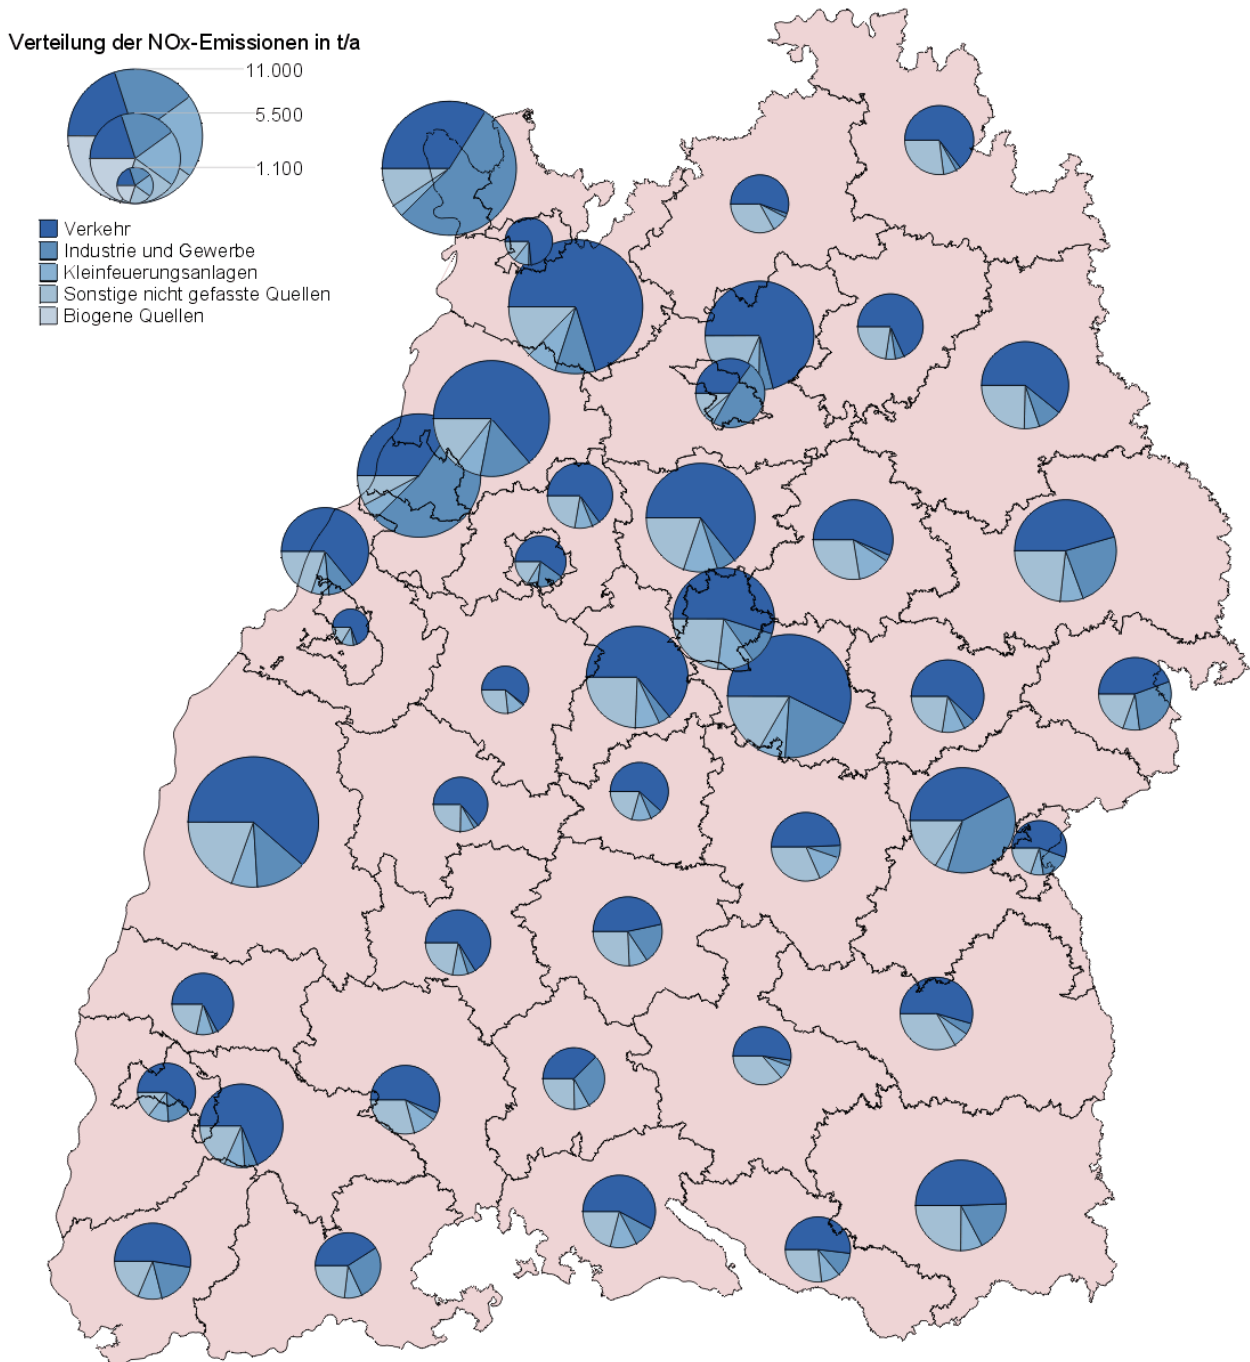 Verteilung der NOx-Emissionen in t/a
11.000
5.500
1.100
Verkehr
Industrie und Gewerbe
Kleinfeuerungsanlagen
Sonstige nicht gefasste Quellen
Biogene Quellen